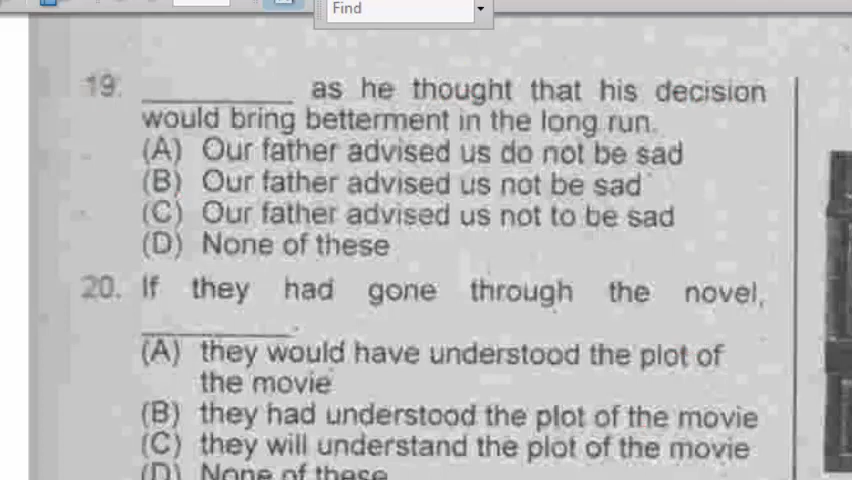 Find
19. ________ as he thought that his decision
would bring betterment in the long run.
(A) Our father advised us do not be sad
(B) Our father advised us not be sad
(C) Our father advised us not to be sad
(D) None of these
20. If they had gone through the novel,
________.
(A) they would have understood the plot of
the movie
(B) they had understood the plot of the movie
(C) they will understand the plot of the movie
(D) None of these